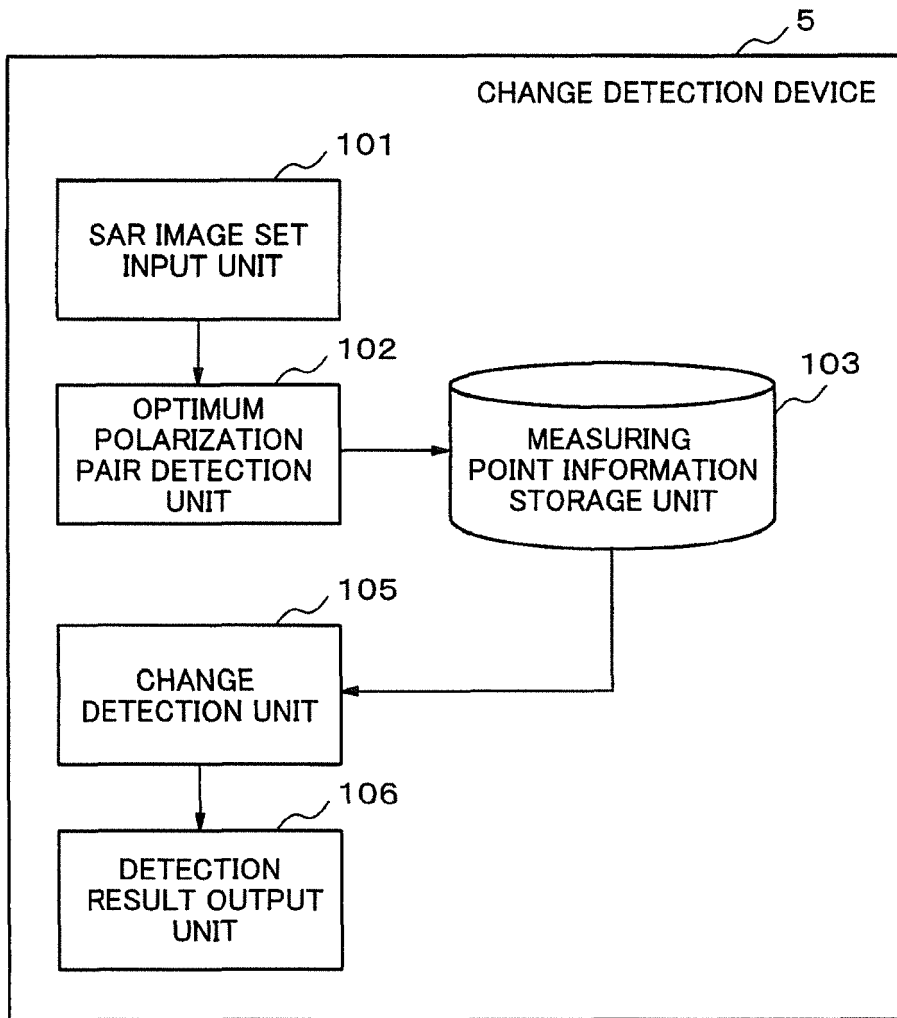 5
CHANGE DETECTION DEVICE
101
SAR IMAGE SET
INPUT UNIT
102
OPTIMUM
POLARIZATION
PAIR DETECTION
UNIT
103
MEASURING
POINT INFORMATION
STORAGE UNIT
105
CHANGE
DETECTION UNIT
106
DETECTION
RESULT OUTPUT
UNIT